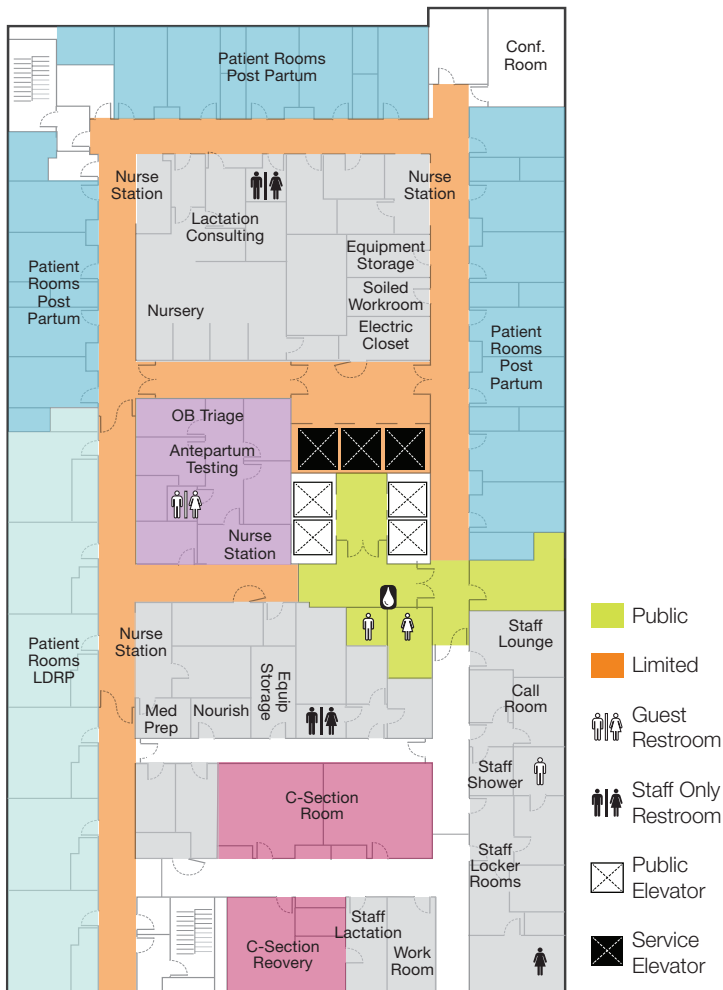 Patient Rooms
Post Partum
Conf.
Room
Nurse
Station
Nurse
Station
Lactation
Consulting
Equipment
Storage
Soiled
Workroom
Electric
Closet
Nursery
Patient
Rooms
Post
Partum
Patient
Rooms
Post
Partum
OB Triage
Antepartum
Testing
Nurse
Station
Patient
Rooms
LDRP
Nurse
Station
Equip
Storage
Med
Prep
Nourish
Staff
Lounge
Call
Room
Staff
Shower
C-Section
Room
Staff
Locker
Rooms
Staff
Lactation
C-Section
Reovery
Work
Room
Public
Limited
Guest
Restroom
Staff Only
Restroom
Public
Elevator
Service
Elevator